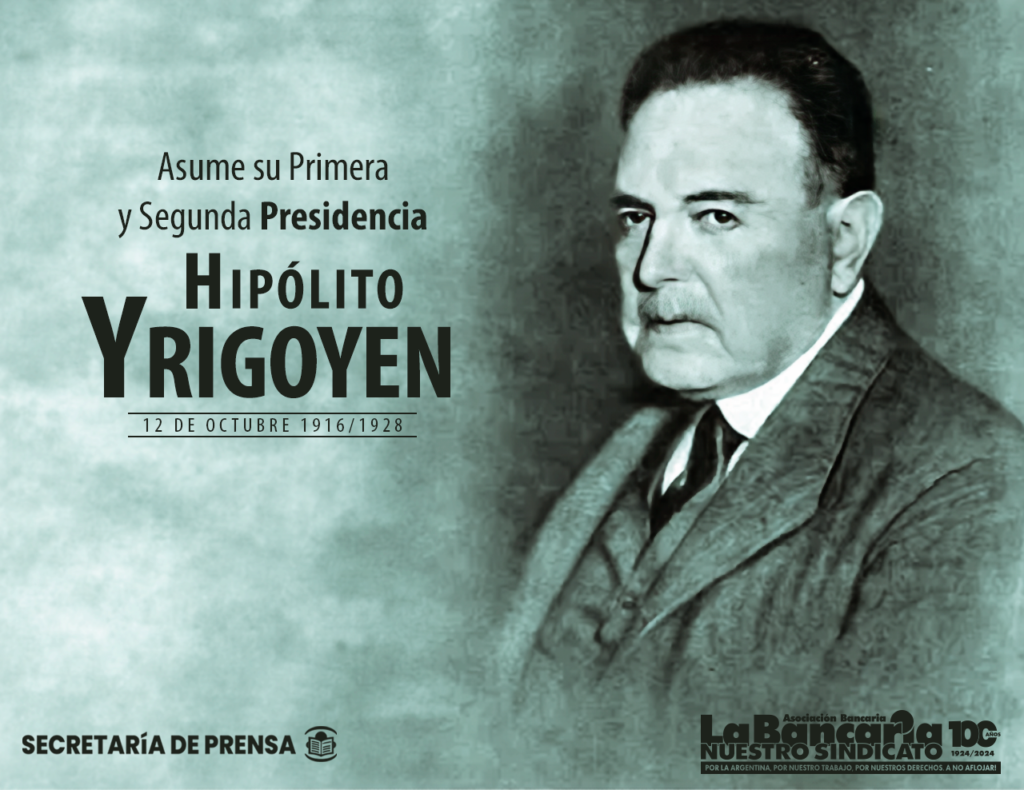 Asume su Primera
y Segunda Presidencia
HIPÓLITO
YRIGOYEN
12 DE OCTUBRE 1916/1928
SECRETARÍA DE PRENSA
Asociación Bancaria
La Bancaria 100 AÑOS
NUESTRO SINDICATO 1924/2024
POR LA ARGENTINA, POR NUESTRO TRABAJO, POR NUESTROS DERECHOS. A NO AFLOJAR!